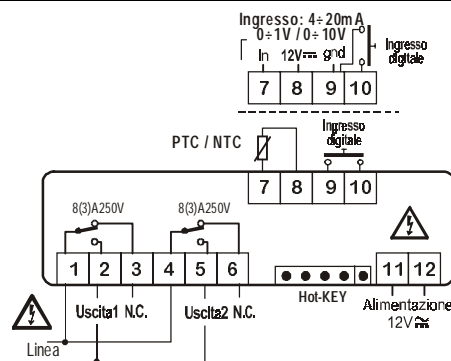 Ingresso: 4÷20mA
0÷1V / 0÷10V
In 12V⎓ gnd
Ingresso
digitale
7 8 9 10
PTC / NTC
Ingresso
digitale
7 8 9 10
8(3)A250V 8(3)A250V
1 2 3 4 5 6 11 12
Hot-KEY
Uscita1 N.C. Uscita2 N.C.
Alimentazione
12V
Linea